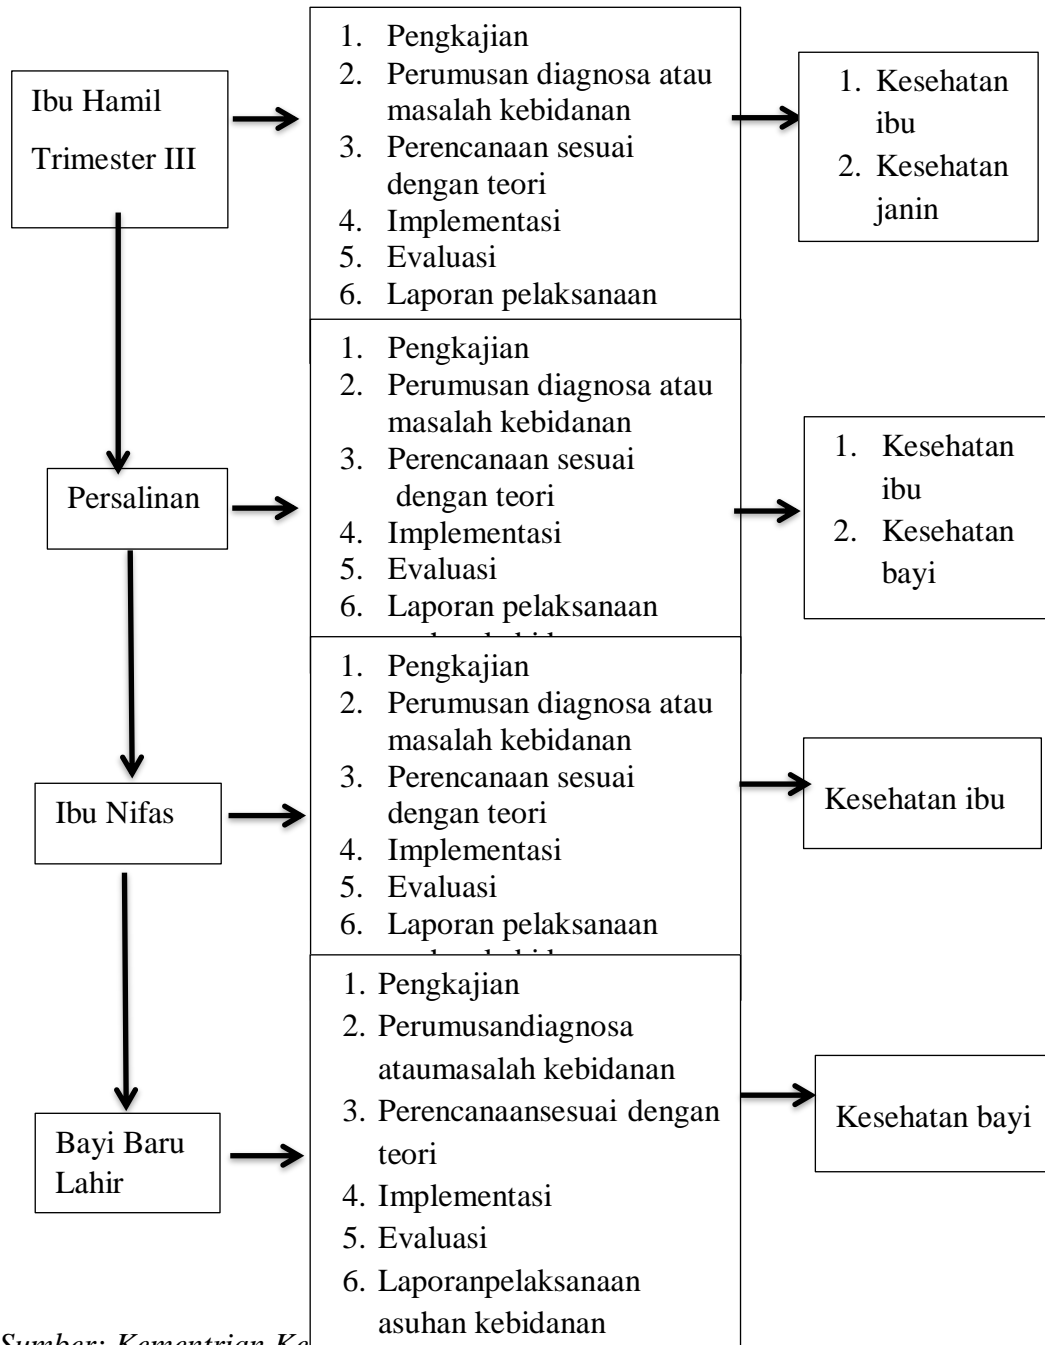 Ibu Hamil
Trimester III
1. Pengkajian
2. Perumusan diagnosa atau
masalah kebidanan
3. Perencanaan sesuai
dengan teori
4. Implementasi
5. Evaluasi
6. Laporan pelaksanaan
1. Kesehatan
ibu
2. Kesehatan
janin
Persalinan
1. Pengkajian
2. Perumusan diagnosa atau
masalah kebidanan
3. Perencanaan sesuai
dengan teori
4. Implementasi
5. Evaluasi
6. Laporan pelaksanaan
1. Kesehatan
ibu
2. Kesehatan
bayi
Ibu Nifas
1. Pengkajian
2. Perumusan diagnosa atau
masalah kebidanan
3. Perencanaan sesuai
dengan teori
4. Implementasi
5. Evaluasi
6. Laporan pelaksanaan
Kesehatan ibu
Bayi Baru
Lahir
1. Pengkajian
2. Perumusandiagnosa
ataumasalah kebidanan
3. Perencanaansesuai dengan
teori
4. Implementasi
5. Evaluasi
6. Laporanpelaksanaan
asuhan kebidanan
Kesehatan bayi
Sumber: Kementrian Ke